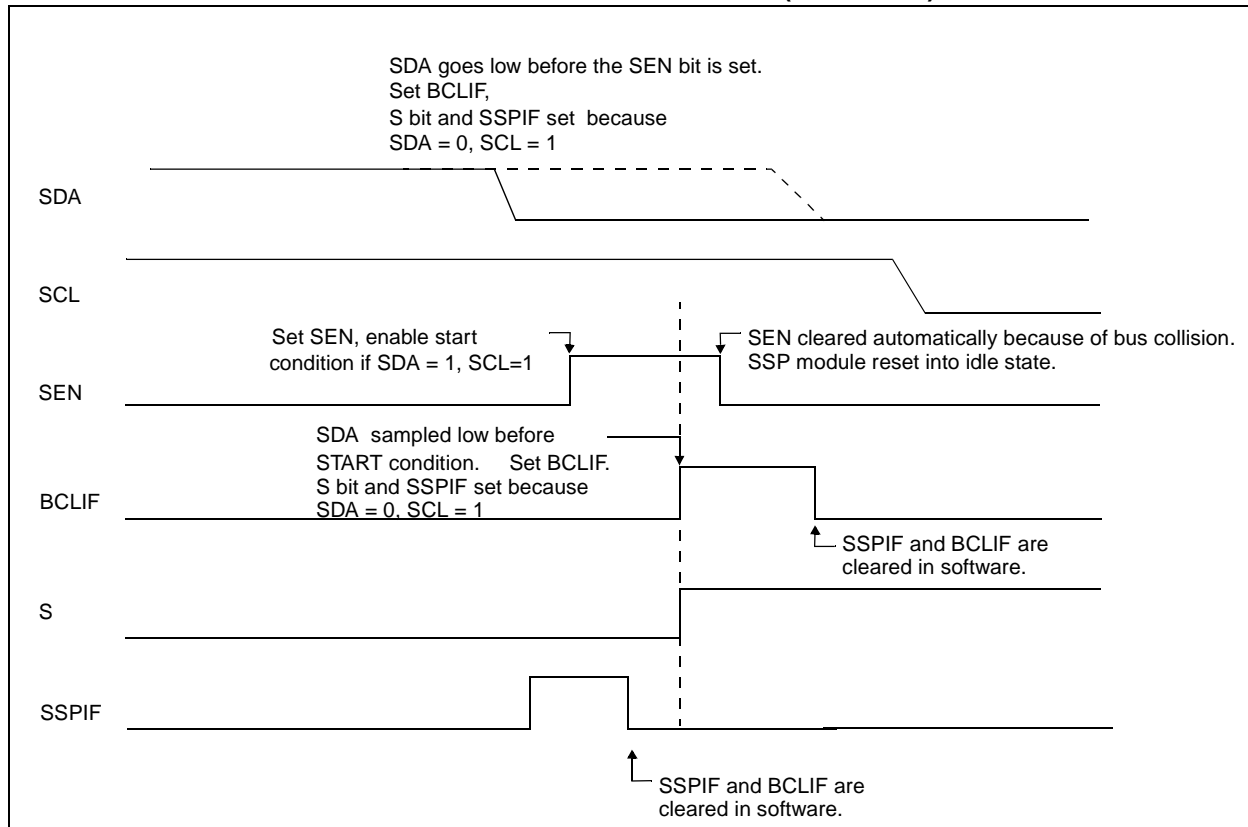 SDA goes low before the SEN bit is set.
Set BCLIF,
S bit and SSPIF set because
SDA = 0, SCL = 1
SDA
SCL
Set SEN, enable start
condition if SDA = 1, SCL=1
SEN cleared automatically because of bus collision.
SSP module reset into idle state.
SEN
SDA sampled low before
START condition. Set BCLIF.
S bit and SSPIF set because
SDA = 0, SCL = 1
BCLIF
SSPIF and BCLIF are
cleared in software.
S
SSPIF
SSPIF and BCLIF are
cleared in software.